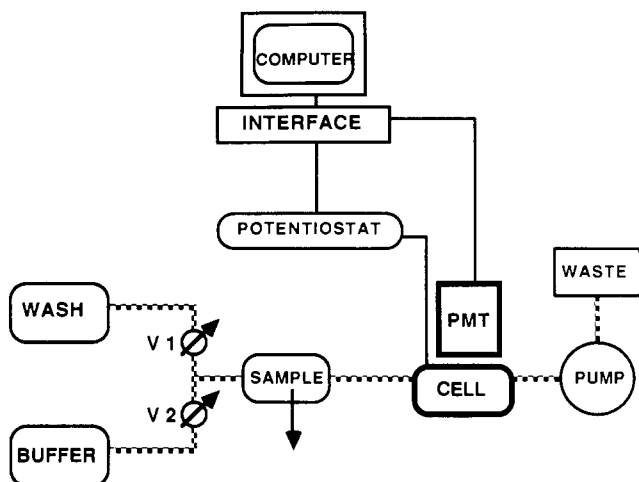 COMPUTER
INTERFACE
POTENTIOSTAT
WASTE
WASH
PMT
V 1
SAMPLE
CELL
PUMP
V 2
BUFFER